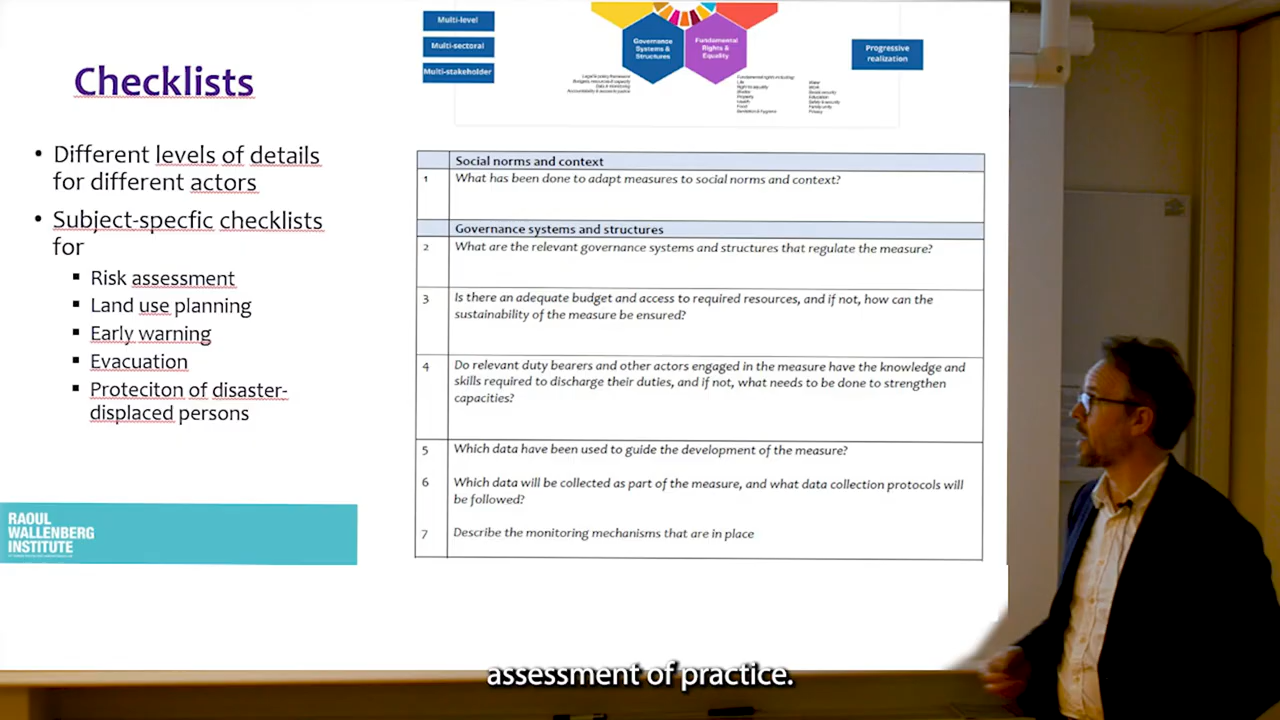 Checklists
• Different levels of details
for different actors
• Subject-specfic checklists
for
▪ Risk assessment
▪ Land use planning
▪ Early warning
▪ Evacuation
▪ Proteciton of disaster-
displaced persons
RAOUL
WALLENBERG
INSTITUTE
Multi-level
Multi-sectoral
Multi-stakeholder
Governance
Systems &
Structures
Fundamental
Rights &
Equality
Progressive
realization
Social norms and context
1 What has been done to adapt measures to social norms and context?
Governance systems and structures
2 What are the relevant governance systems and structures that regulate the measure?
3 Is there an adequate budget and access to required resources, and if not, how can the
sustainability of the measure be ensured?
4 Do relevant duty bearers and other actors engaged in the measure have the knowledge and
skills required to discharge their duties, and if not, what needs to be done to strengthen
capacities?
5 Which data have been used to guide the development of the measure?
6 Which data will be collected as part of the measure, and what data collection protocols will
be followed?
7 Describe the monitoring mechanisms that are in place
assessment of practice.